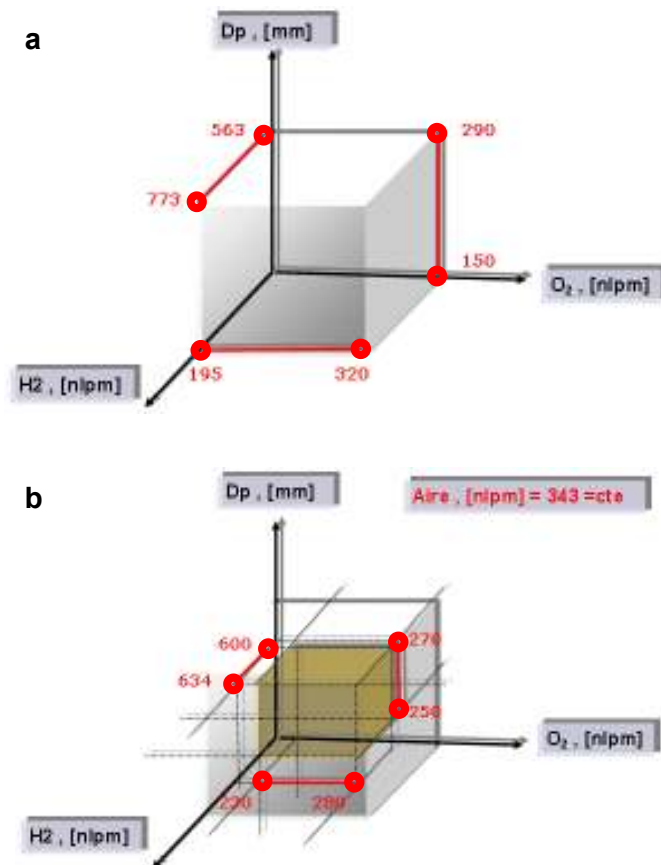 a
Dp , [mm]
563
290
773
150
O₂ , [nlpm]
195
320
H2 , [nlpm]
b
Dp , [mm]
Aire , [nlpm] = 343 =cte
600
270
634
250
O₂ , [nlpm]
280
H2 , [nlpm]